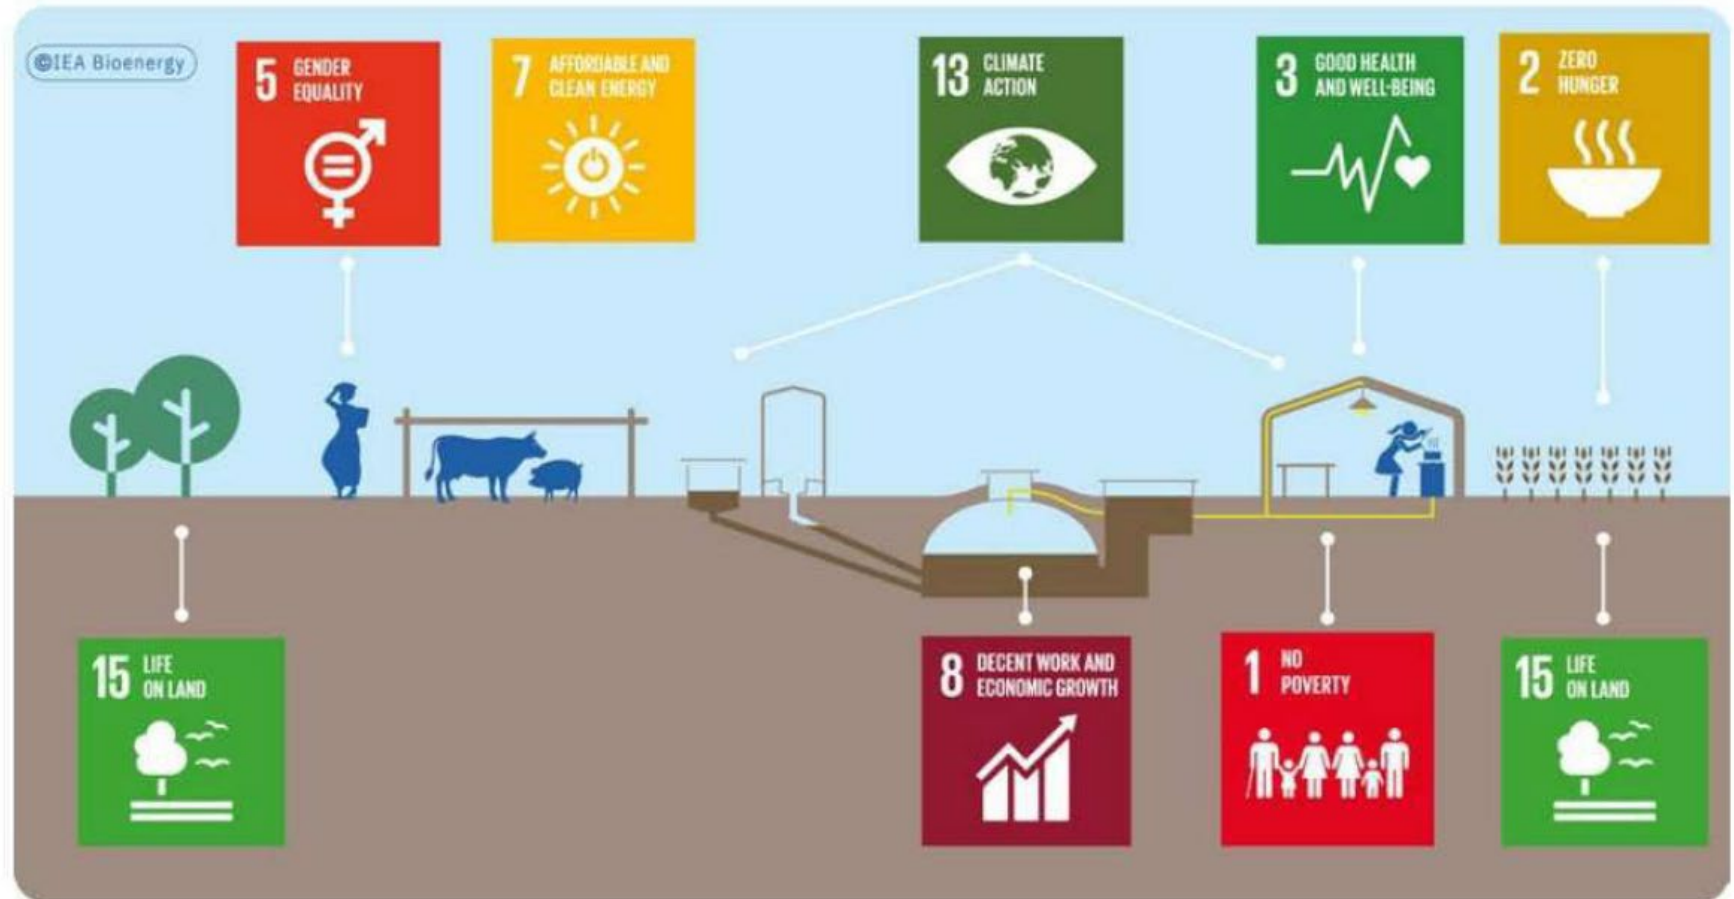 ©IEA Bioenergy
5 GENDER
EQUALITY
7 AFFORDABLE AND
CLEAN ENERGY
13 CLIMATE
ACTION
3 GOOD HEALTH
AND WELL-BEING
2 ZERO
HUNGER
15 LIFE
ON LAND
8 DECENT WORK AND
ECONOMIC GROWTH
1 NO
POVERTY
15 LIFE
ON LAND